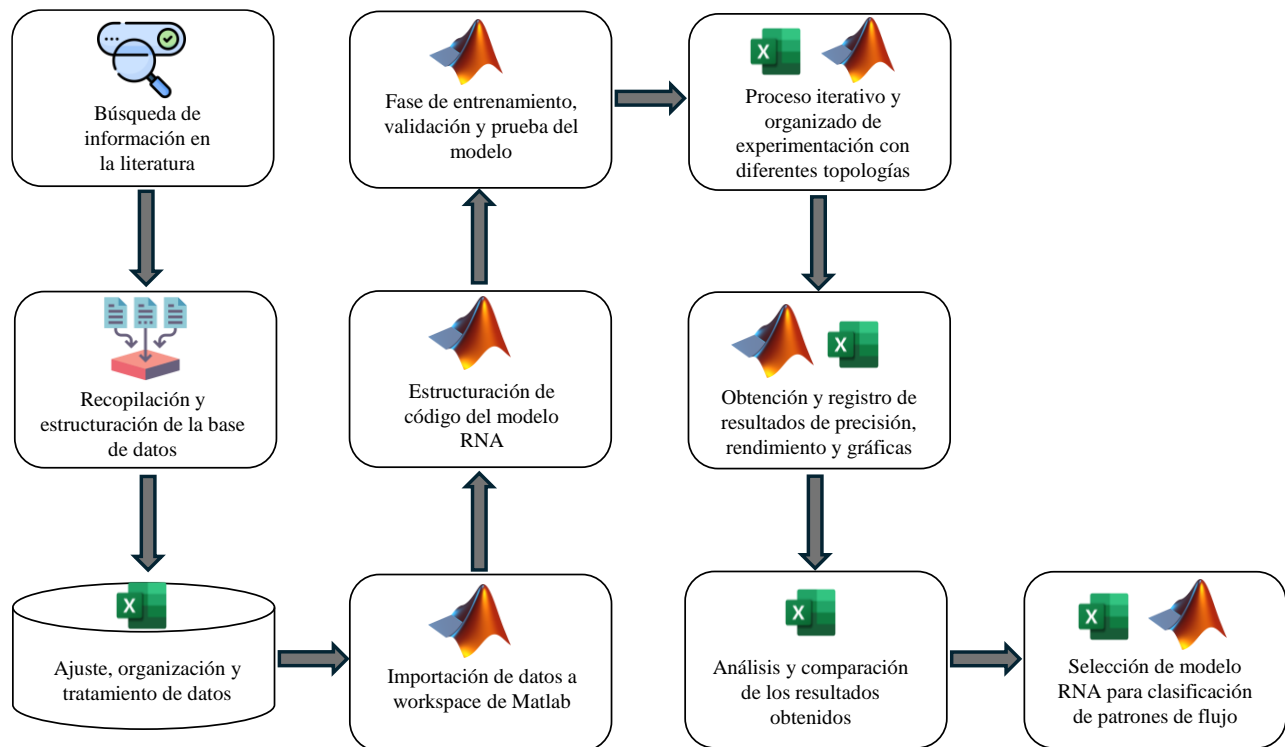 Búsqueda de
información en
la literatura
Recopilación y
estructuración de la base
de datos
X
Ajuste, organización y
tratamiento de datos
X
Importación de datos a
workspace de Matlab
Estructuración de
código del modelo
RNA
Fase de entrenamiento,
validación y prueba del
modelo
X
Proceso iterativo y
organizado de
experimentación con
diferentes topologías
X
Obtención y registro de
resultados de precisión,
rendimiento y gráficas
X
Análisis y comparación
de los resultados
obtenidos
X
Selección de modelo
RNA para clasificación
de patrones de flujo